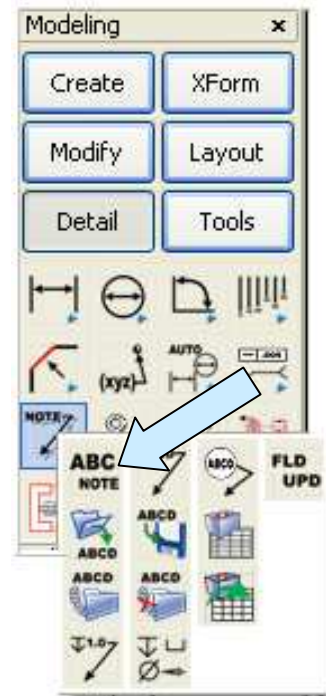 Modeling x
Create XForm
Modify Layout
Detail Tools
(xyz) AUTO
NOTE
ABC NOTE ABCD FLD UPD
ABCD ABCD
ABCD ABCD
1.0